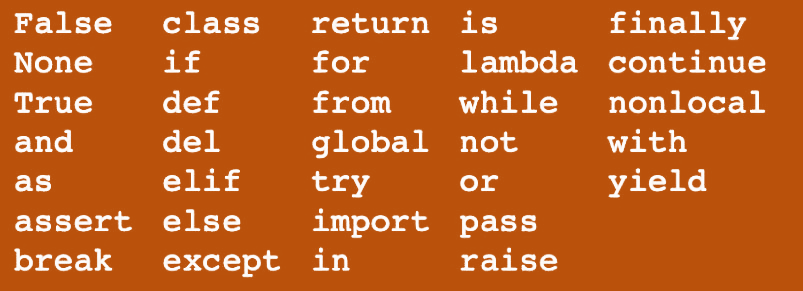 False class return is finally
None if for lambda continue
True def from while nonlocal
and del global not with
as elif try or yield
assert else import pass
break except in raise